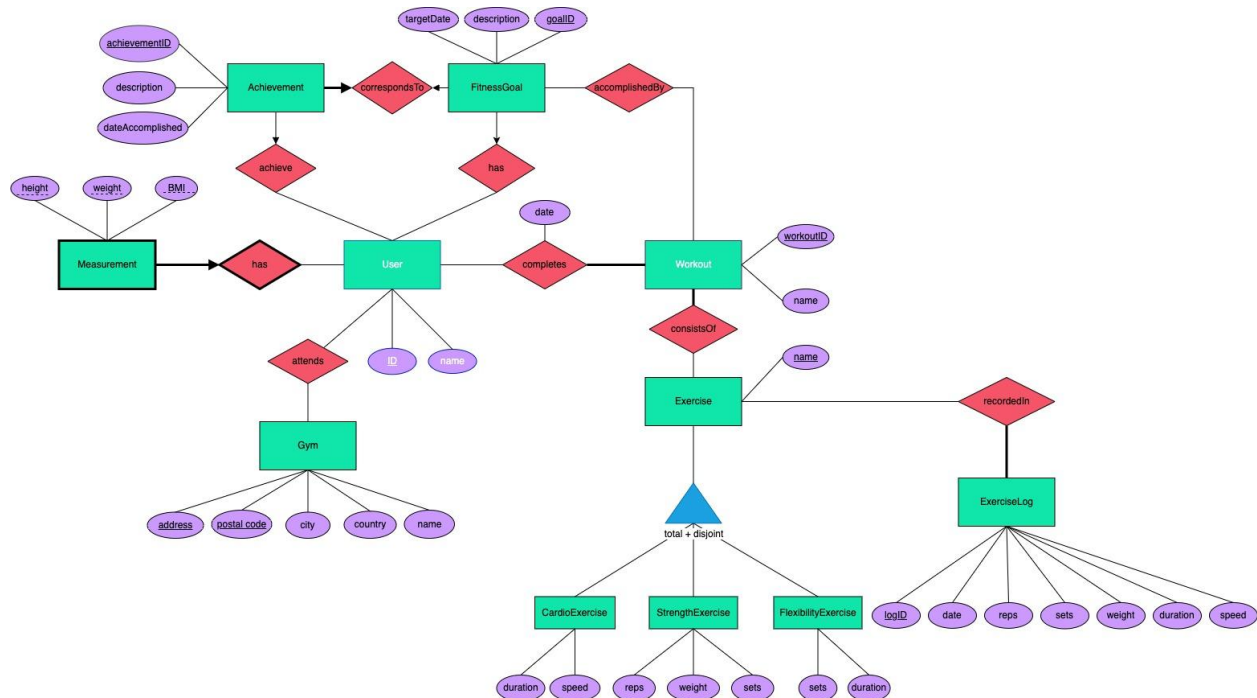 targetDate
description
goalID
achievementID
description
dateAccomplished
Achievement
correspondsTo
FitnessGoal
accomplishedBy
achieve
has
height
weight
BMI
date
Measurement
has
User
completes
Workout
workoutID
name
consistsOf
attends
ID
name
name
Exercise
recordedIn
Gym
address
postal code
city
country
name
ExerciseLog
total + disjoint
CardioExercise
StrengthExercise
FlexibilityExercise
logID
date
reps
sets
weight
duration
speed
duration
speed
reps
weight
sets
sets
duration